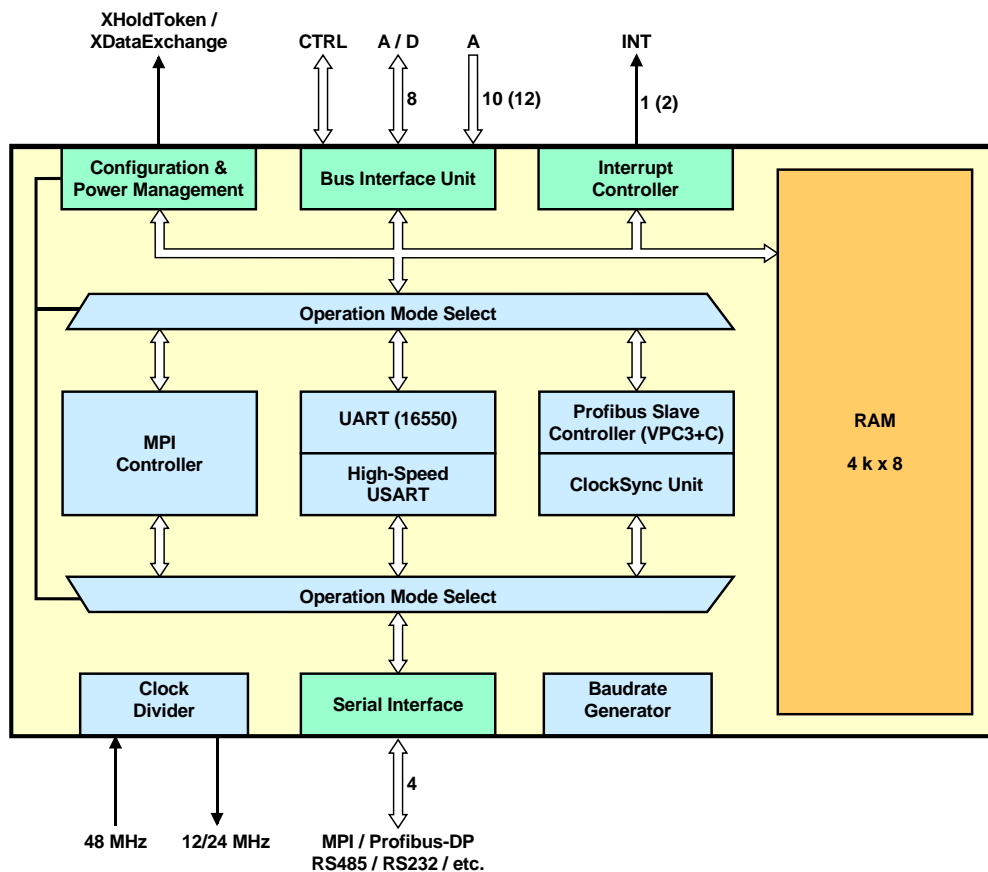 XHoldToken /
XDataExchange
CTRL
A / D
A
INT
8
10 (12)
1 (2)
Configuration &
Power Management
Bus Interface Unit
Interrupt
Controller
Operation Mode Select
MPI
Controller
UART (16550)
High-Speed
USART
Profibus Slave
Controller (VPC3+C)
ClockSync Unit
RAM
4 k x 8
Operation Mode Select
Clock
Divider
Serial Interface
Baudrate
Generator
4
48 MHz
12/24 MHz
MPI / Profibus-DP
RS485 / RS232 / etc.